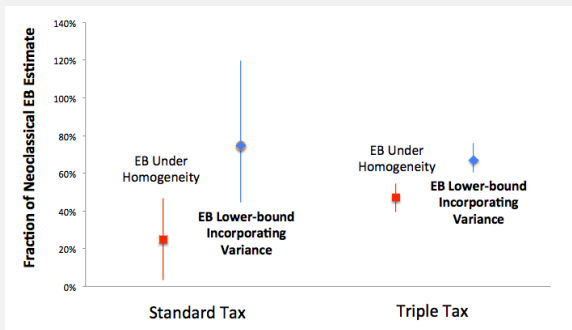 Fraction of Neoclassical EB Estimate
140%
120%
100%
80%
60%
40%
20%
0%
EB Under
Homogeneity
EB Lower-bound
Incorporating
Variance
EB Under
Homogeneity
EB Lower-bound
Incorporating
Variance
Standard Tax
Triple Tax